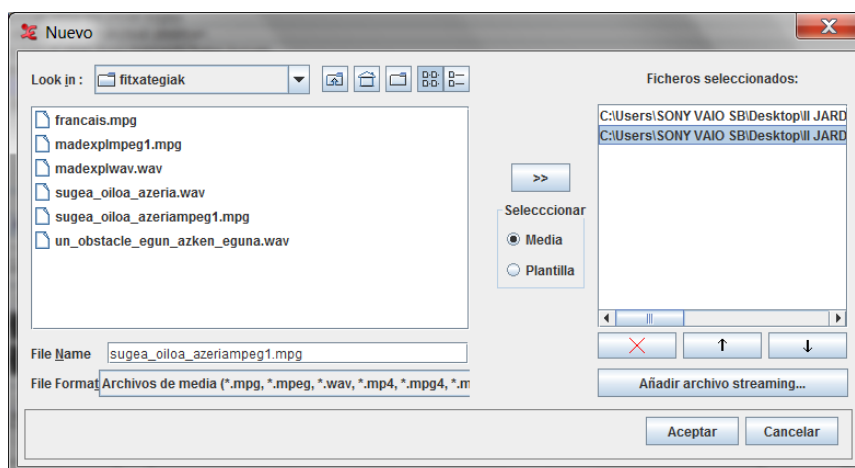 Nuevo
Look in : fitxategiak
Ficheros seleccionados:
francais.mpg
madexplmpeg1.mpg
madexplwav.wav
sugea_oiloa_azeria.wav
sugea_oiloa_azeriampeg1.mpg
un_obstacle_egun_azken_eguna.wav
>>
Selecccionar
Media
Plantilla
C:\Users\SONY VAIO SB\Desktop\II JARD
C:\Users\SONY VAIO SB\Desktop\II JARD
File Name sugea_oiloa_azeriampeg1.mpg
File Format Archivos de media (*.mpg, *.mpeg, *.wav, *.mp4, *.mpg4, *.m
Añadir archivo streaming...
Aceptar Cancelar